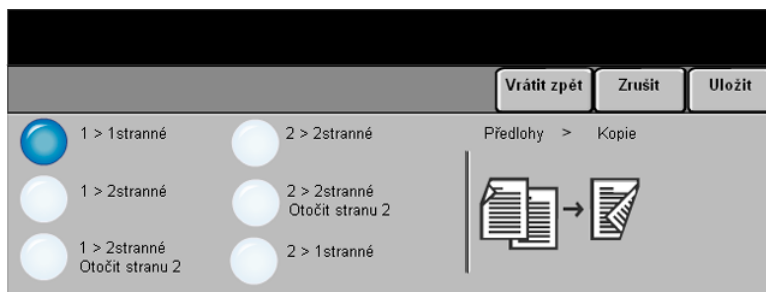 Vrátit zpět Zrušit Uložit
1 > 1stranné 2 > 2stranné Předlohy > Kopie
1 > 2stranné 2 > 2stranné
Otočit stranu 2
1 > 2stranné 2 > 1stranné
Otočit stranu 2